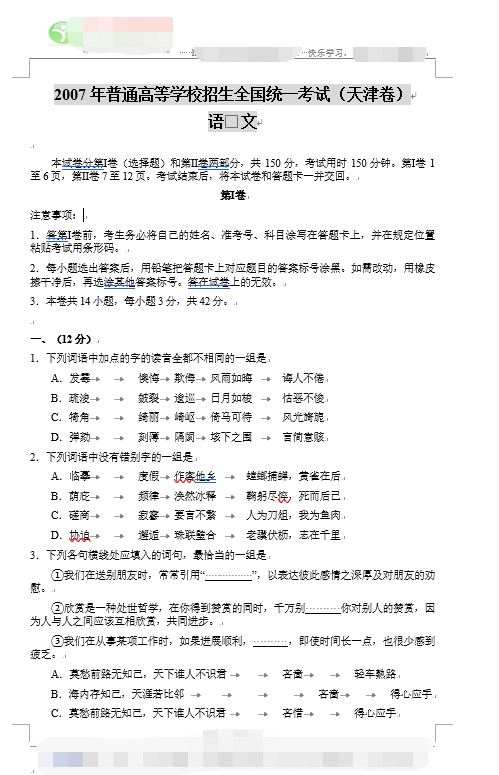 快乐学习,
2007年普通高等学校招生全国统一考试（天津卷）
语□文
本试卷分第Ⅰ卷（选择题）和第Ⅱ卷两部分，共 150 分，考试用时 150 分钟。第Ⅰ卷 1
至6页，第Ⅱ卷7至12页。考试结束后，将本试卷和答题卡一并交回。
第Ⅰ卷
注意事项：
1．答第Ⅰ卷前，考生务必将自己的姓名、准考号、科目涂写在答题卡上，并在规定位置
粘贴考试用条形码。
2．每小题选出答案后，用铅笔把答题卡上对应题目的答案标号涂黑。如需改动，用橡皮
擦干净后，再选涂其他答案标号。答在试卷上的无效。
3．本卷共14小题，每小题3分，共42分。
一、（12分）
1．下列词语中加点的字的读音全都不相同的一组是
A．发霉→ → 懊悔→ 欺侮→ 风雨如晦 → 诲人不倦
B．疏浚→ → 皴裂→ 逡巡→ 日月如梭 → 怙恶不悛
C．犄角→ → 绮丽→ 崎岖→ 倚马可待 → 风光旖旎
D．弹劾→ → 刻薄→ 隔阂→ 垓下之围 → 言简意赅
2．下列词语中没有错别字的一组是
A．临摹→ → 度假→ 作客他乡 → 螳螂捕蝉，黄雀在后
B．荫庇→ → 频律→ 涣然冰释 → 鞠躬尽瘁，死而后已
C．磋商→ → 寂寥→ 要言不繁 → 人为刀俎，我为鱼肉
D．协迫→ → 邂逅→ 珠联璧合 → 老骥伏枥，志在千里
3．下列各句横线处应填入的词句，最恰当的一组是
①我们在送别朋友时，常常引用“ ”，以表达彼此感情之深厚及对朋友的劝
慰。
②欣赏是一种处世哲学，在你得到赞赏的同时，千万别 你对别人的赞赏，因
为人与人之间应该互相欣赏，共同进步。
③我们在从事某项工作时，如果进展顺利， ，即使时间长一点，也很少感到
疲乏。
A．莫愁前路无知己，天下谁人不识君 → → 吝啬→ → 轻车熟路
B．海内存知己，天涯若比邻 → → → → 吝啬→ → 得心应手
C．莫愁前路无知己，天下谁人不识君 → → 吝惜→ → 得心应手